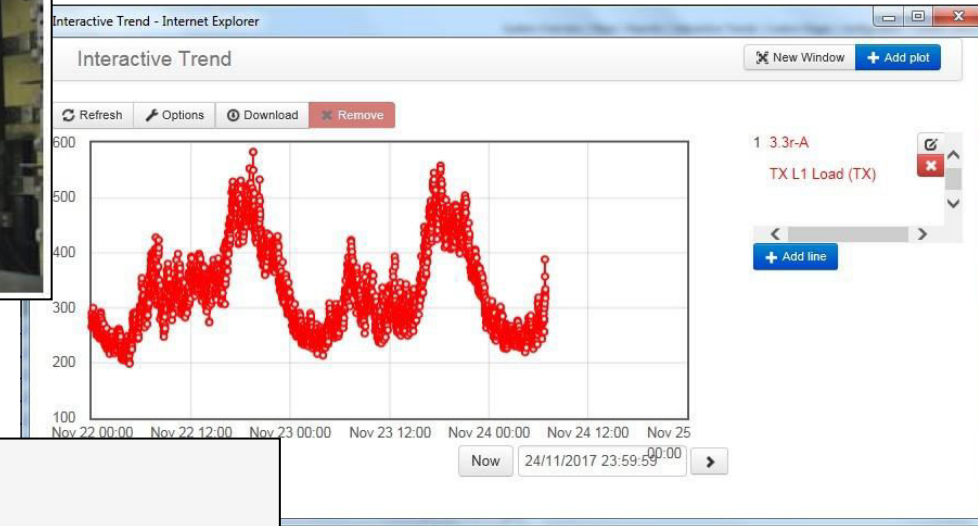 Interactive Trend - Internet Explorer
Interactive Trend
New Window
Add plot
Refresh
Options
Download
Remove
600
500
400
300
200
100
Nov 22 00:00
Nov 22 12:00
Nov 23 00:00
Nov 23 12:00
Nov 24 00:00
Nov 24 12:00
Nov 25 00:00
1 3.3r-A
TX L1 Load (TX)
Add line
Now
24/11/2017 23:59:59